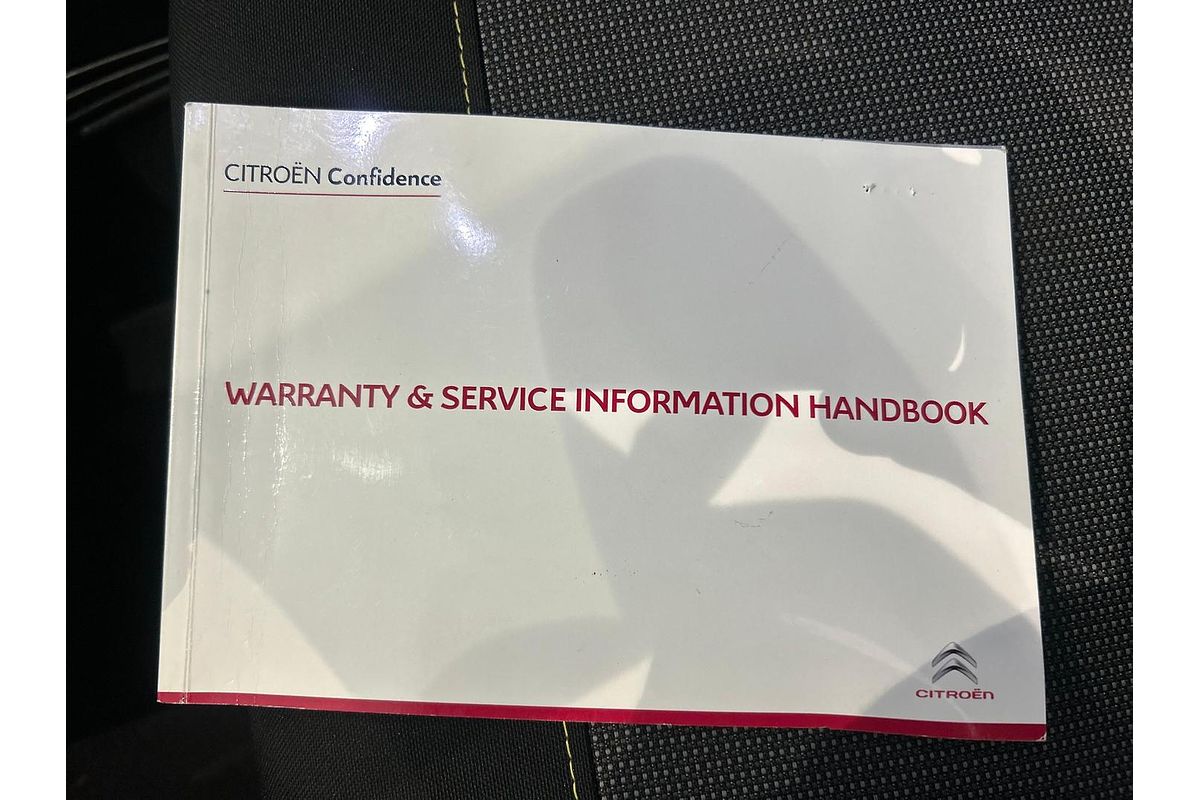 CITROËN Confidence
WARRANTY & SERVICE INFORMATION HANDBOOK
CITROËN